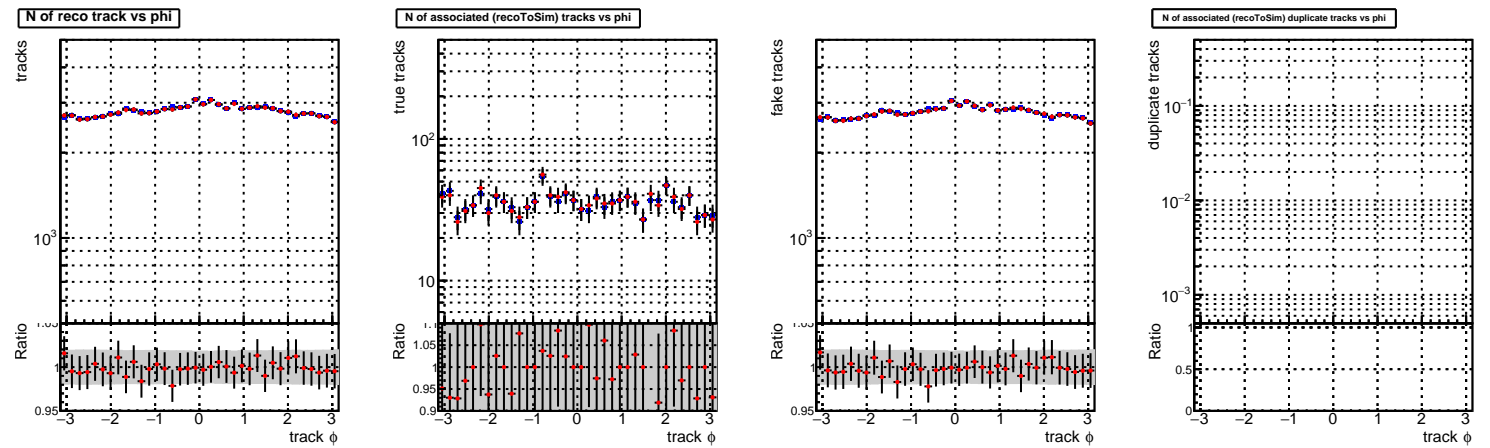 N of reco track vs phi
tracks
10³
Ratio
1.05
1
0.95
−3 −2 −1 0 1 2 3
track ϕ
N of associated (recoToSim) tracks vs phi
true tracks
10²
10
Ratio
1.1
1.05
1
0.95
0.9
−3 −2 −1 0 1 2 3
track ϕ
fake tracks
10³
Ratio
1.05
1
0.95
−3 −2 −1 0 1 2 3
track ϕ
N of associated (recoToSim) duplicate tracks vs phi
duplicate tracks
10⁻¹
10⁻²
10⁻³
Ratio
1
0.5
0
−3 −2 −1 0 1 2 3
track ϕ